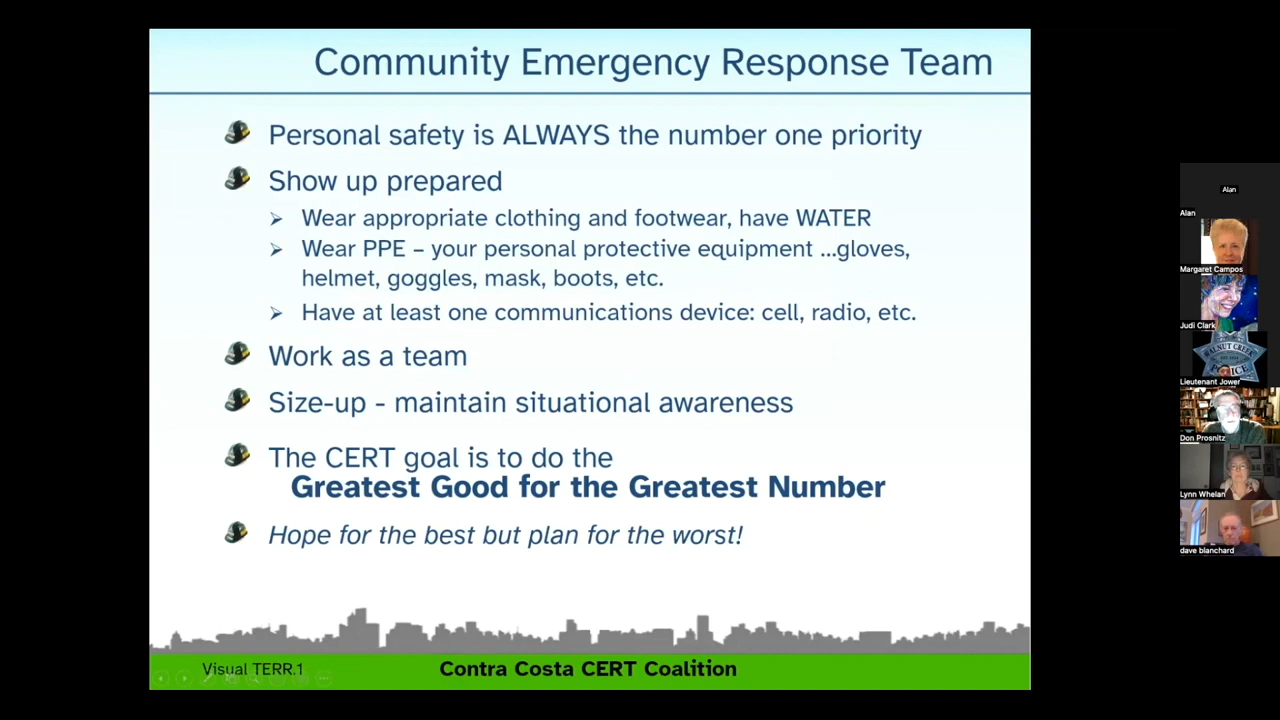 Community Emergency Response Team
Personal safety is ALWAYS the number one priority
Show up prepared
Wear appropriate clothing and footwear, have WATER
Wear PPE – your personal protective equipment ...gloves,
helmet, goggles, mask, boots, etc.
Have at least one communications device: cell, radio, etc.
Work as a team
Size-up - maintain situational awareness
The CERT goal is to do the
Greatest Good for the Greatest Number
Hope for the best but plan for the worst!
Visual TERR.1
Contra Costa CERT Coalition
Alan
Alan
Margaret Campos
Judi Clark
WALNUT CREEK
POLICE
Lieutenant Jower
Don Prosnitz
Lynn Whelan
dave blanchard